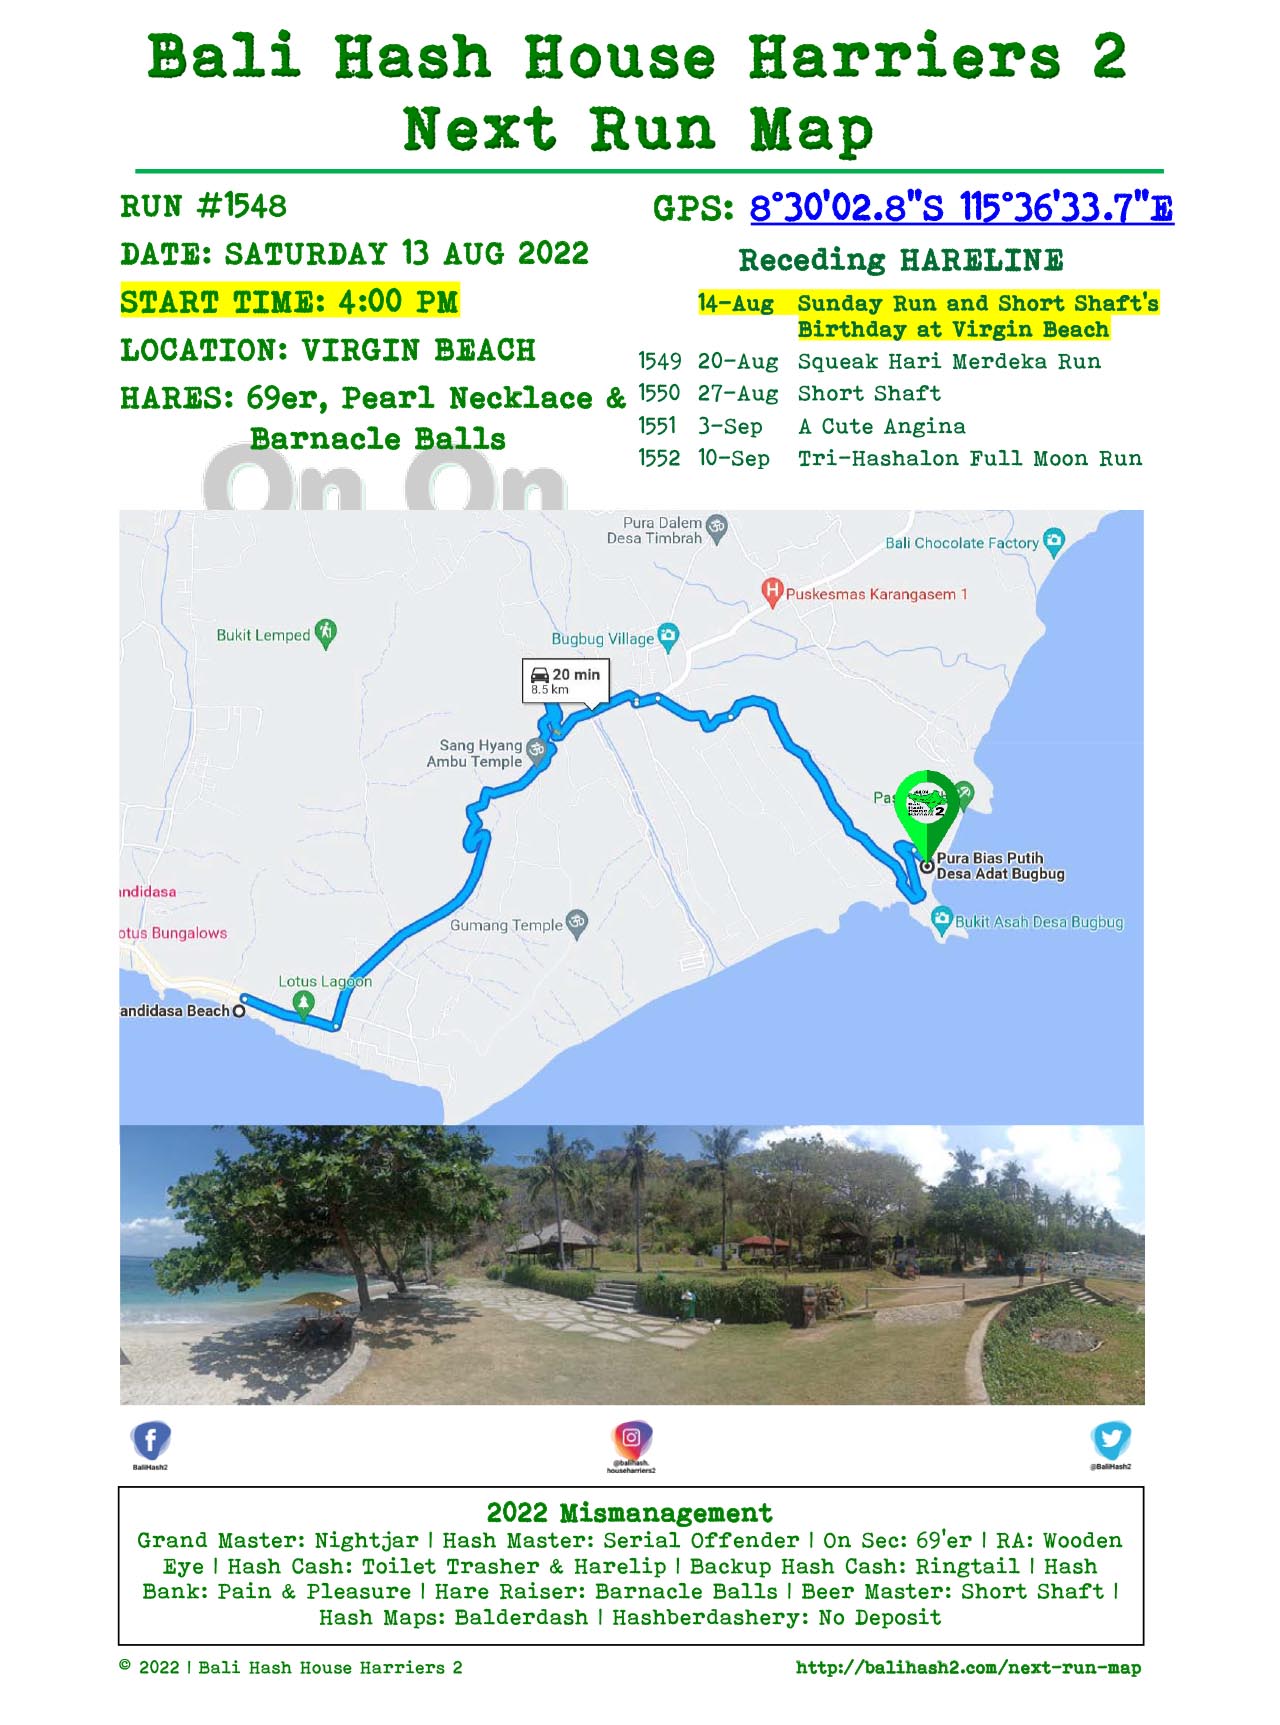 Bali Hash House Harriers 2
Next Run Map
RUN #1548
DATE: SATURDAY 13 AUG 2022
START TIME: 4:00 PM
LOCATION: VIRGIN BEACH
HARES: 69er, Pearl Necklace &
Barnacle Balls
On On
GPS: 8°30'02.8"S 115°36'33.7"E
Receding HARELINE
14-Aug Sunday Run and Short Shaft's
Birthday at Virgin Beach
1549 20-Aug Squeak Hari Merdeka Run
1550 27-Aug Short Shaft
1551 3-Sep A Cute Angina
1552 10-Sep Tri-Hashalon Full Moon Run
Pura Dalem
Desa Timbrah
Bali Chocolate Factory
Puskesmas Karangasem 1
Bukit Lemped
Bugbug Village
20 min
8.5 km
Sang Hyang
Ambu Temple
Pura Bias Putih
Desa Adat Bugbug
andidasa
otus Bungalows
Gumang Temple
Bukit Asah Desa Bugbug
Lotus Lagoon
andidasa Beach
BaliHash2
@balihash.
househarriers2
@BaliHash2
2022 Mismanagement
Grand Master: Nightjar | Hash Master: Serial Offender | On Sec: 69'er | RA: Wooden
Eye | Hash Cash: Toilet Trasher & Harelip | Backup Hash Cash: Ringtail | Hash
Bank: Pain & Pleasure | Hare Raiser: Barnacle Balls | Beer Master: Short Shaft |
Hash Maps: Balderdash | Hashberdashery: No Deposit
© 2022 | Bali Hash House Harriers 2
http://balihash2.com/next-run-map